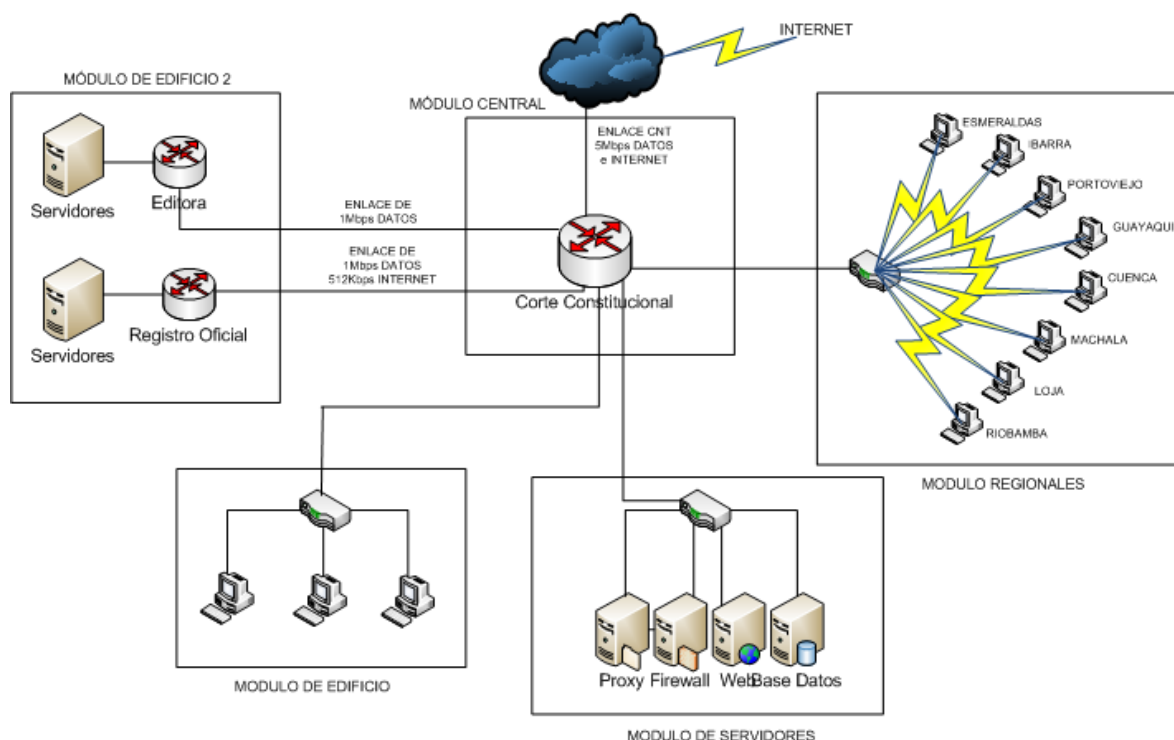 INTERNET
MÓDULO DE EDIFICIO 2
MÓDULO CENTRAL
ENLACE CNT
5Mbps DATOS
e INTERNET
Servidores
Editora
ENLACE DE
1Mbps DATOS
ENLACE DE
1Mbps DATOS
512Kbps INTERNET
Servidores
Registro Oficial
Corte Constitucional
ESMERALDAS
IBARRA
PORTOVIEJO
GUAYAQUI
CUENCA
MACHALA
LOJA
RIOBAMBA
MODULO REGIONALES
MODULO DE EDIFICIO
Proxy
Firewall
Web
Base Datos
MODULO DE SERVIDORES